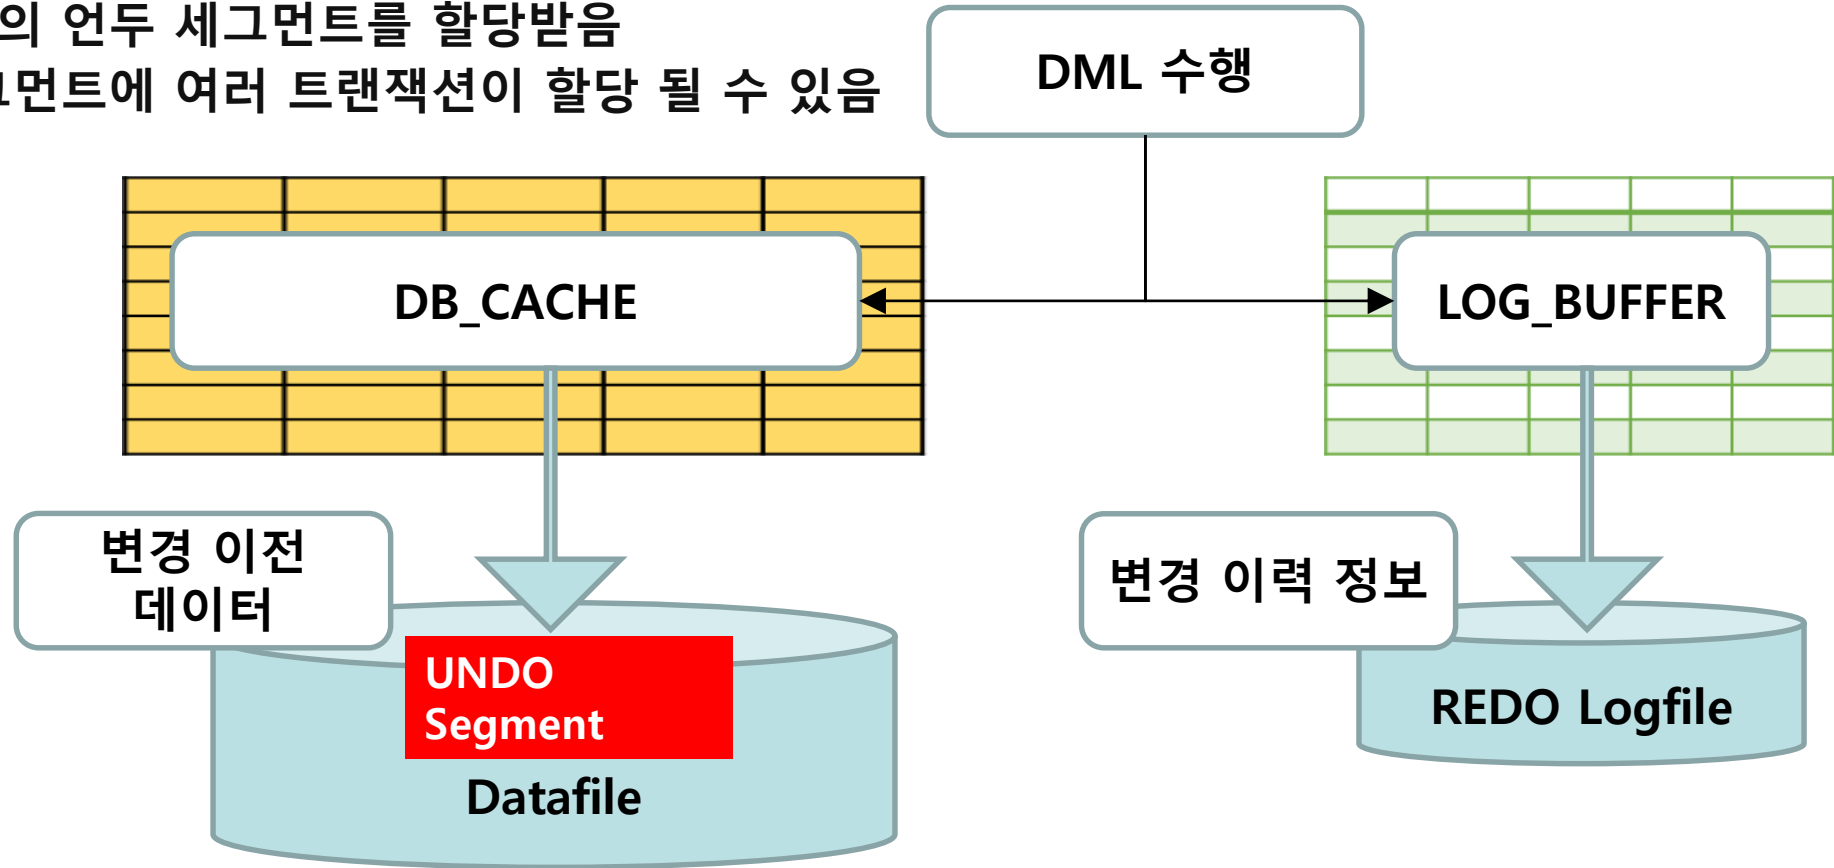 의 언두 세그먼트를 할당받음
그먼트에 여러 트랜잭션이 할당 될 수 있음
DML 수행
DB_CACHE
LOG_BUFFER
변경 이전
데이터
변경 이력 정보
UNDO
Segment
Datafile
REDO Logfile